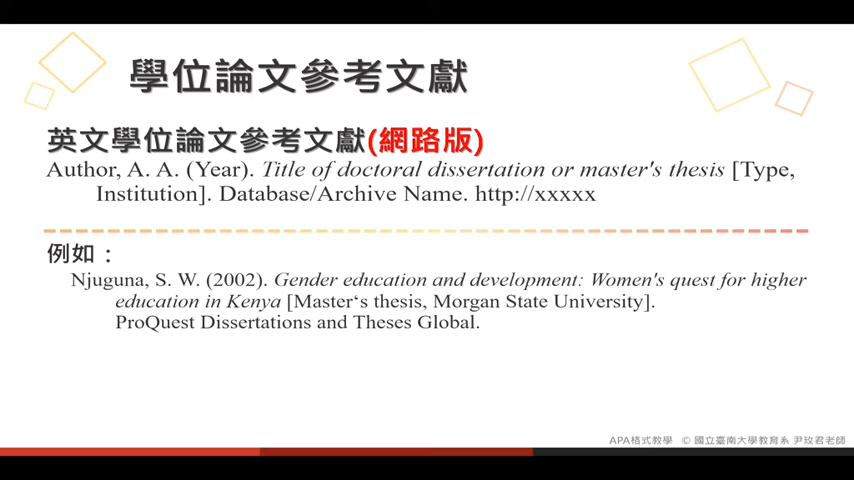 學位論文參考文獻
英文學位論文參考文獻(網路版)
Author, A. A. (Year). Title of doctoral dissertation or master's thesis [Type,
Institution]. Database/Archive Name. http://xxxxx
例如：
Njuguna, S. W. (2002). Gender education and development: Women's quest for higher
education in Kenya [Master‘s thesis, Morgan State University].
ProQuest Dissertations and Theses Global.
APA格式教學 © 國立臺南大學教育系 尹玫君老師